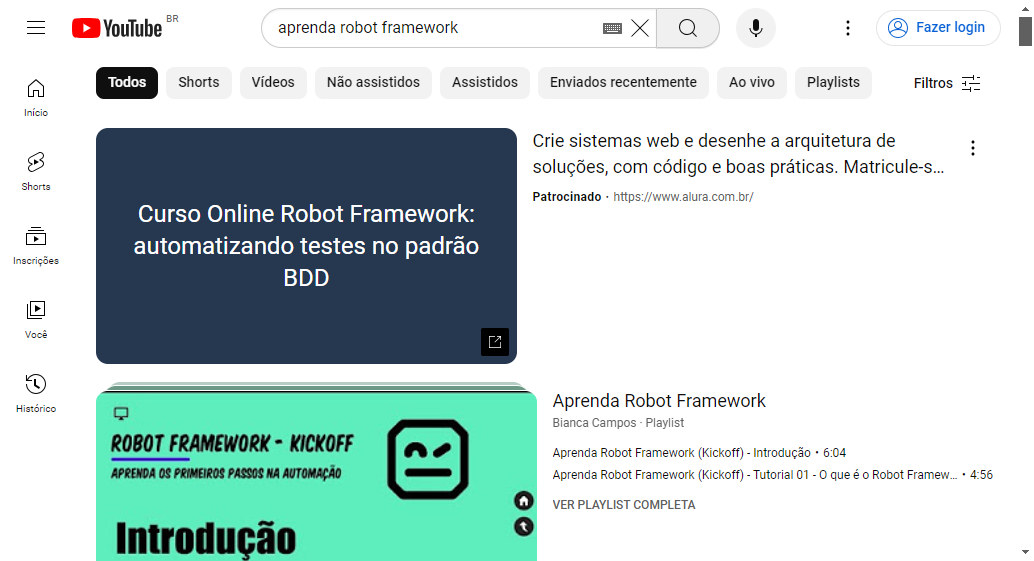 YouTube BR
aprenda robot framework
Fazer login
Todos
Shorts
Vídeos
Não assistidos
Assistidos
Enviados recentemente
Ao vivo
Playlists
Filtros
Início
Shorts
Inscrições
Você
Histórico
Curso Online Robot Framework:
automatizando testes no padrão
BDD
Crie sistemas web e desenhe a arquitetura de
soluções, com código e boas práticas. Matricule-s...
Patrocinado · https://www.alura.com.br/
ROBOT FRAMEWORK - KICKOFF
APRENDA OS PRIMEIROS PASSOS NA AUTOMAÇÃO
Introdução
Aprenda Robot Framework
Bianca Campos · Playlist
Aprenda Robot Framework (Kickoff) - Introdução • 6:04
Aprenda Robot Framework (Kickoff) - Tutorial 01 - O que é o Robot Framew... • 4:56
VER PLAYLIST COMPLETA